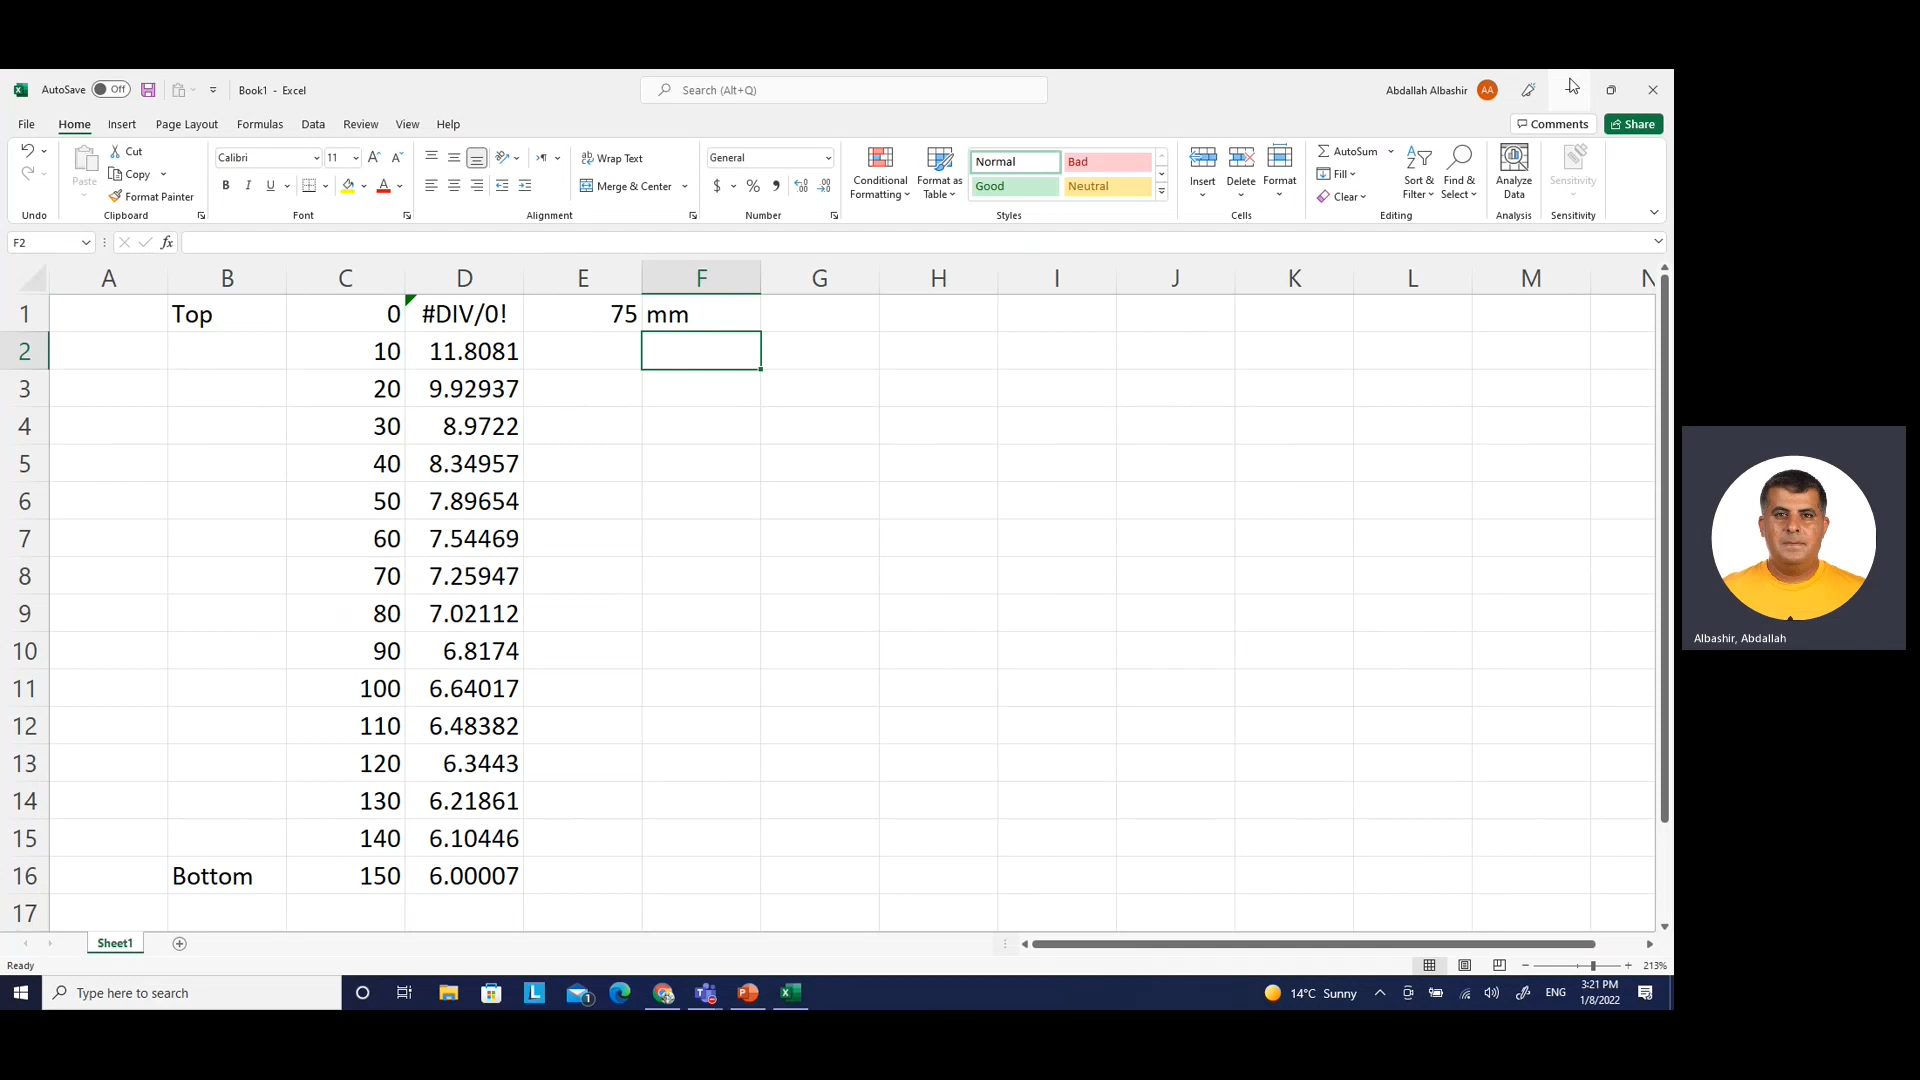 AutoSave Off Book1 - Excel Search (Alt+Q) Abdallah Albashir AA
File Home Insert Page Layout Formulas Data Review View Help Comments Share
Cut Calibri 11 Wrap Text General Conditional Formatting Format as Table Normal Bad Insert Delete Format AutoSum Sort & Filter Find & Select Analyze Data Sensitivity
Paste Copy Fill
Format Painter B I U A Merge & Center $ % Good Neutral Clear
Undo Clipboard Font Alignment Number Styles Cells Editing Analysis Sensitivity
F2 fx
A B C D E F G H I J K L M N
1 Top 0 #DIV/0! 75 mm
2 10 11.8081
3 20 9.92937
4 30 8.9722
5 40 8.34957
6 50 7.89654
7 60 7.54469
8 70 7.25947
9 80 7.02112
10 90 6.8174
11 100 6.64017
12 110 6.48382
13 120 6.3443
14 130 6.21861
15 140 6.10446
16 Bottom 150 6.00007
17
Sheet1
Ready 213%
Type here to search 14°C Sunny ENG 3:21 PM
1/8/2022
Albashir, Abdallah